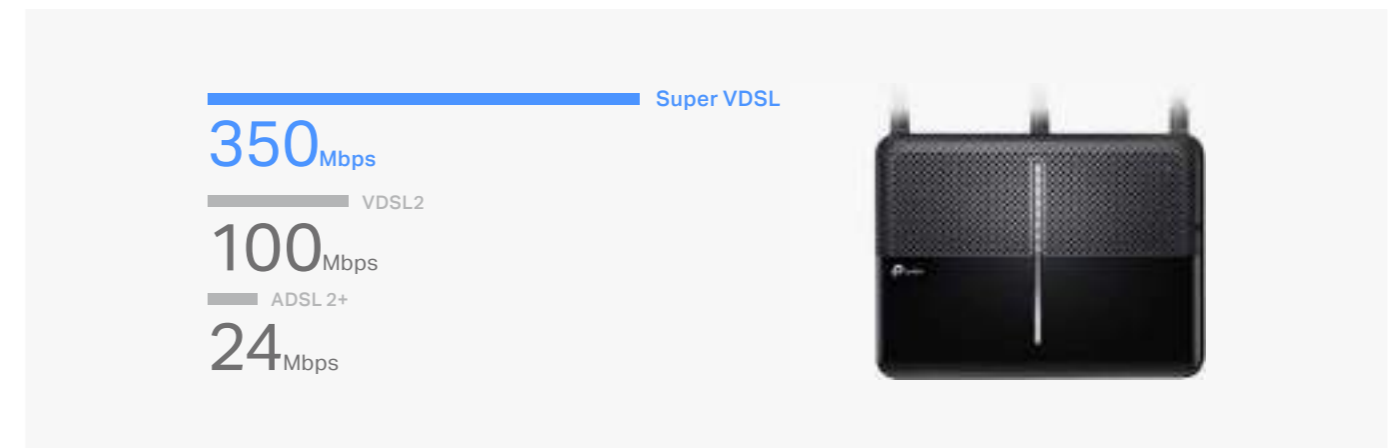 Super VDSL
350Mbps
VDSL2
100Mbps
ADSL 2+
24Mbps